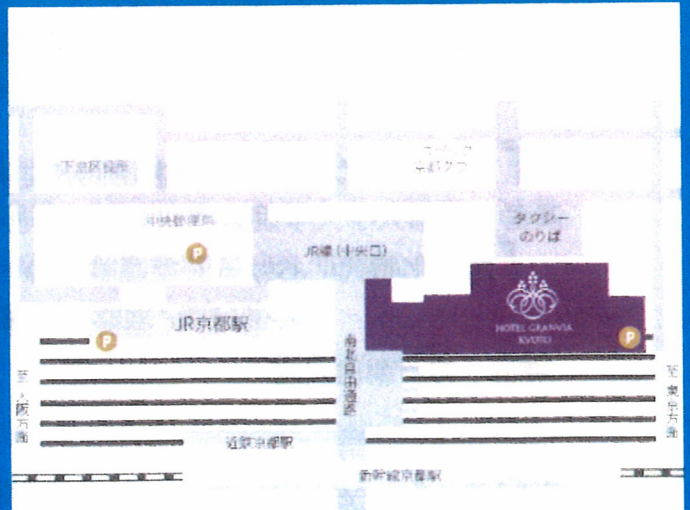 下京区役所
中央郵便局
タクシー
のりば
P
JR線(中央口)
HOTEL GRANVIA
KYOTO
JR京都駅
P
P
南北自由通路
至
大阪方面
至
東京方面
近鉄京都駅
新幹線京都駅